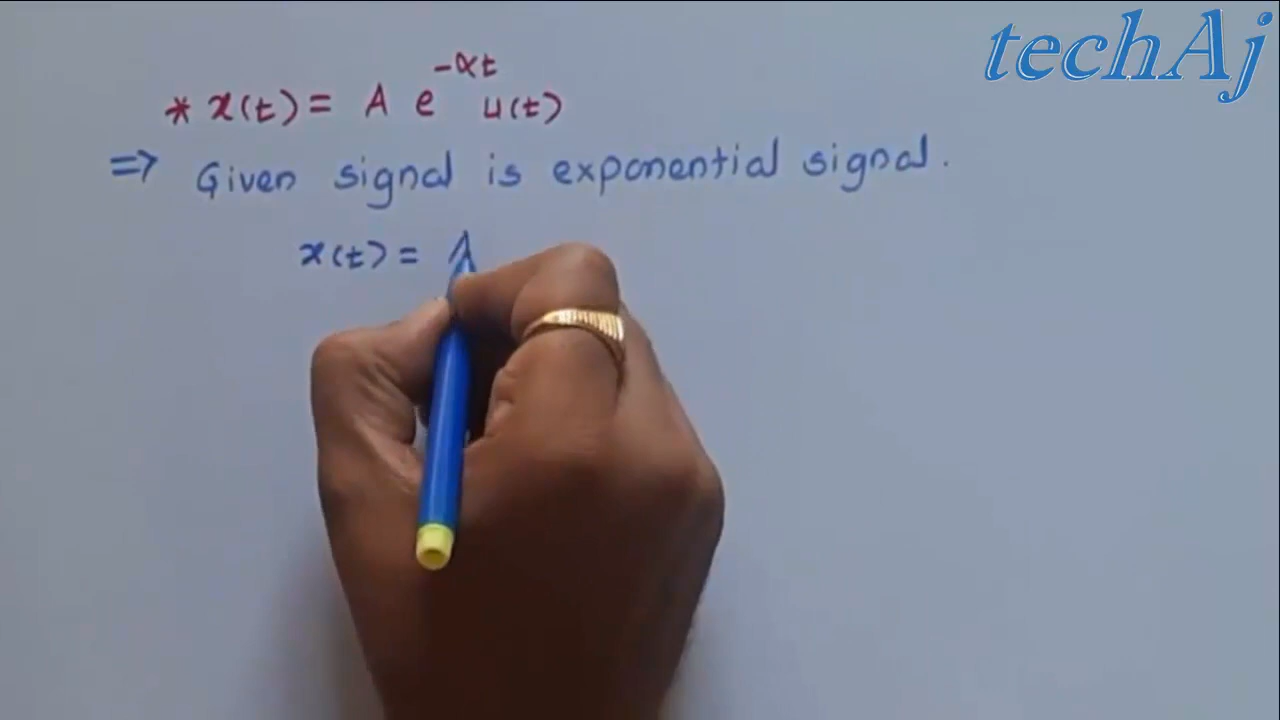 techAj
* x(t) = A e^{-αt} u(t)
⇒ Given signal is exponential signal.
x(t) = A